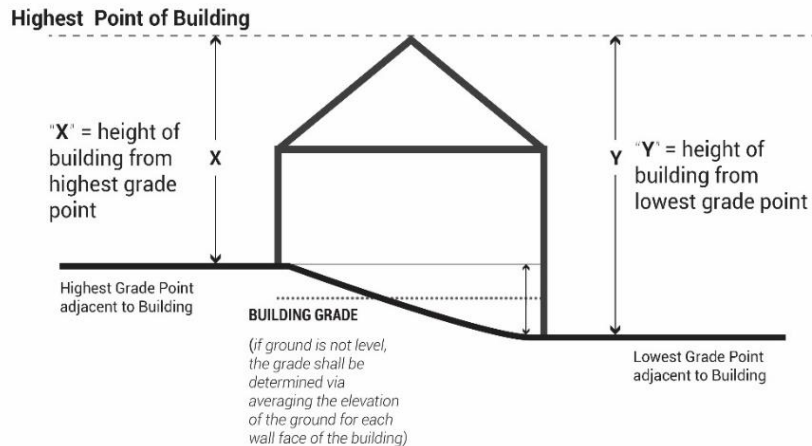 Highest Point of Building
"X" = height of
building from
highest grade
point
X
Y
"Y" = height of
building from
lowest grade point
Highest Grade Point
adjacent to Building
BUILDING GRADE
(if ground is not level,
the grade shall be
determined via
averaging the elevation
of the ground for each
wall face of the building)
Lowest Grade Point
adjacent to Building